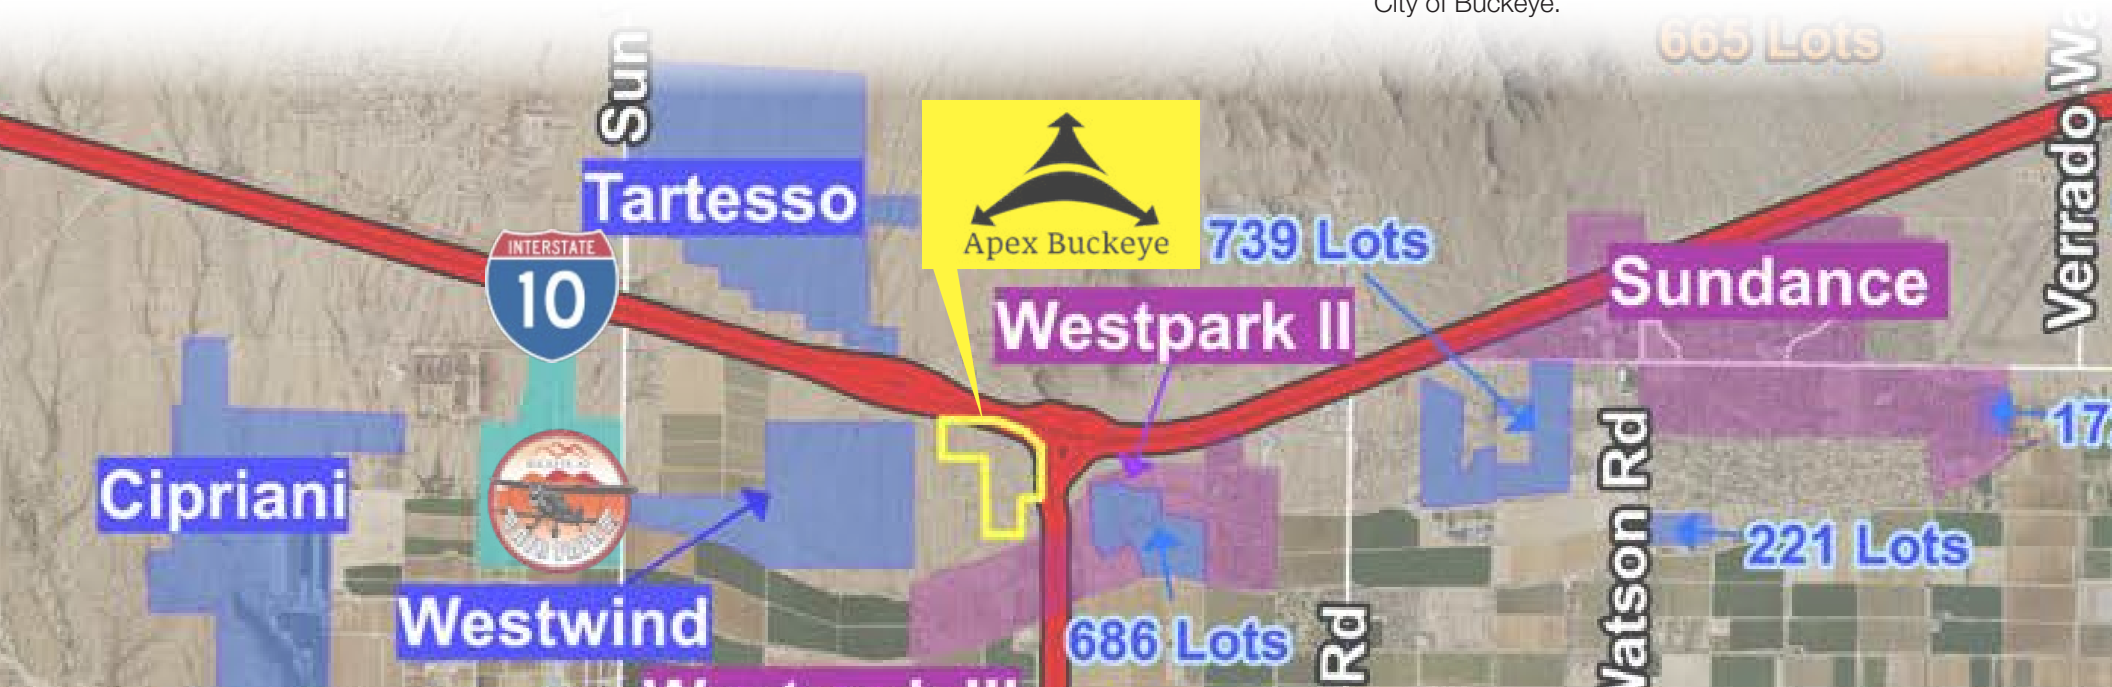 City of Buckeye.
665 Lots
Sun
Verrado Wa
Tartesso
Apex Buckeye
739 Lots
INTERSTATE
10
Sundance
Westpark II
17
Cipriani
Watson Rd
221 Lots
Westwind
686 Lots
Rd